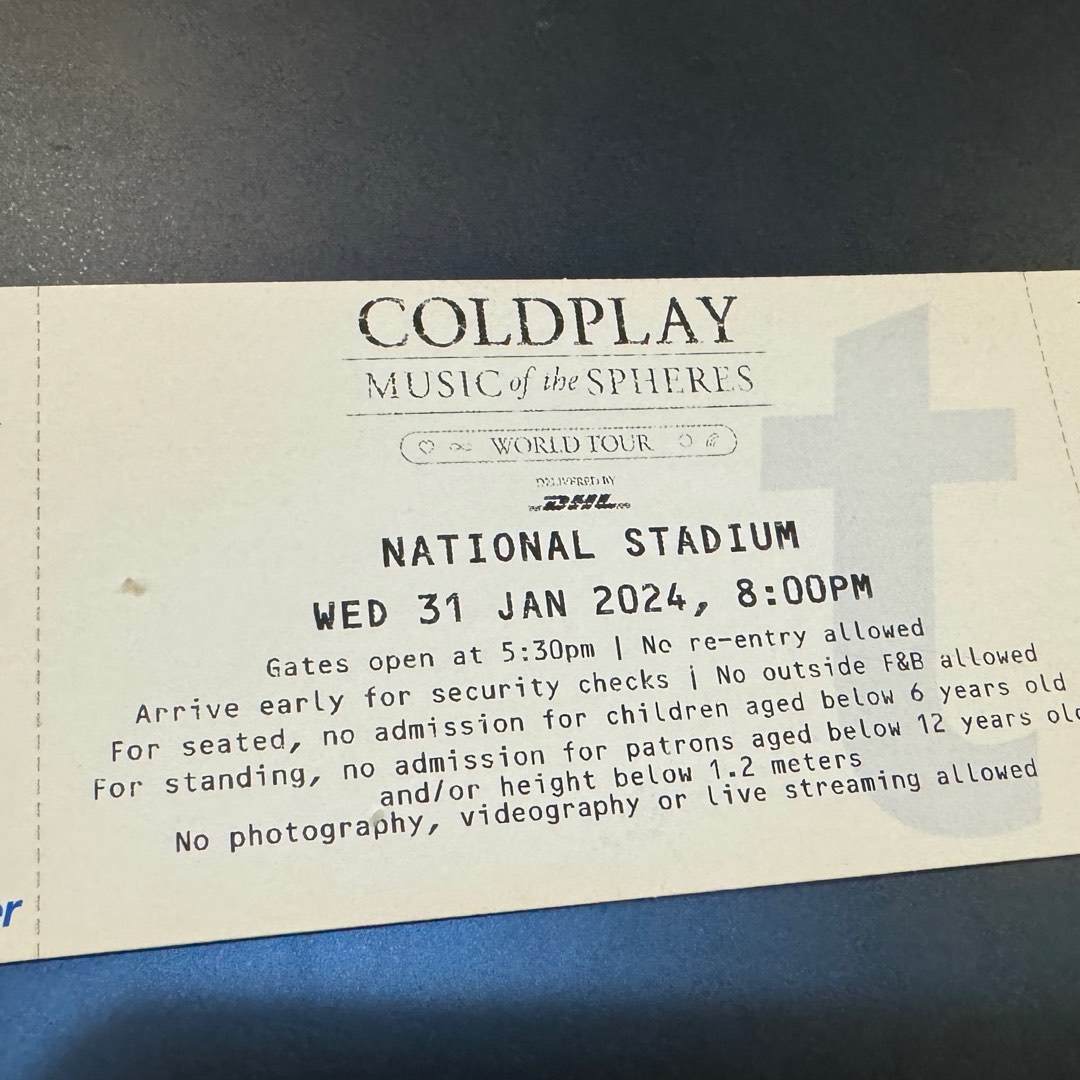 COLDPLAY
MUSIC of the SPHERES
WORLD TOUR
DELIVERED BY
DHL
NATIONAL STADIUM
WED 31 JAN 2024, 8:00PM
Gates open at 5:30pm | No re-entry allowed
Arrive early for security checks | No outside F&B allowed
For seated, no admission for children aged below 6 years old
For standing, no admission for patrons aged below 12 years old
and/or height below 1.2 meters
No photography, videography or live streaming allowed
er
t